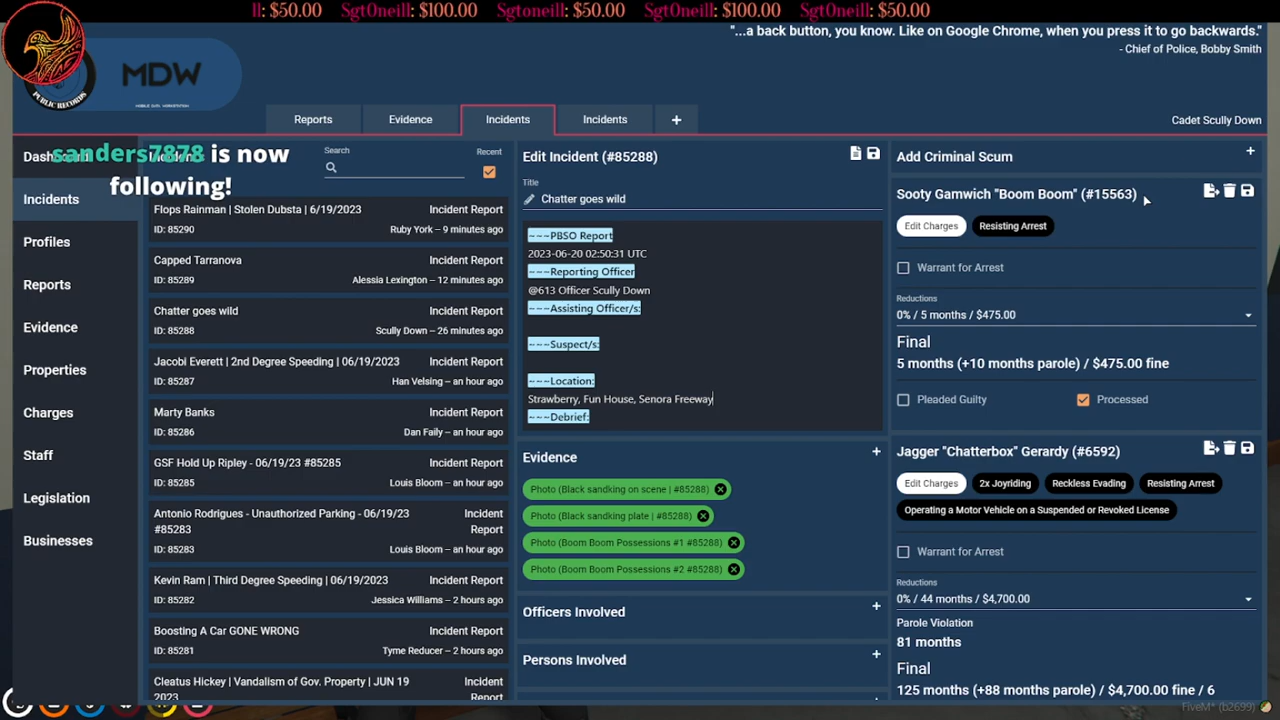 ll: $50.00 Sgt0neill: $100.00 Sgtoneill: $50.00 Sgt0neill: $100.00 Sgt0neill: $50.00
"...a back button, you know. Like on Google Chrome, when you press it to go backwards."
- Chief of Police, Bobby Smith
PUBLIC RECORDS
MDW
MOBILE DATA WORKSTATION
Reports
Evidence
Incidents
Incidents
+
Cadet Scully Down
sanders7878 is now
following!
Incidents
Profiles
Reports
Evidence
Properties
Charges
Staff
Legislation
Businesses
Search
Recent
Flops Rainman | Stolen Dubsta | 6/19/2023 Incident Report
ID: 85290 Ruby York – 9 minutes ago
Capped Tarranova Incident Report
ID: 85289 Alessia Lexington – 12 minutes ago
Chatter goes wild Incident Report
ID: 85288 Scully Down – 26 minutes ago
Jacobi Everett | 2nd Degree Speeding | 06/19/2023 Incident Report
ID: 85287 Han Velsing – an hour ago
Marty Banks Incident Report
ID: 85286 Dan Faily – an hour ago
GSF Hold Up Ripley - 06/19/23 #85285 Incident Report
ID: 85285 Louis Bloom – an hour ago
Antonio Rodrigues - Unauthorized Parking - 06/19/23 Incident
#85283 Report
ID: 85283 Louis Bloom – an hour ago
Kevin Ram | Third Degree Speeding | 06/19/2023 Incident Report
ID: 85282 Jessica Williams – 2 hours ago
Boosting A Car GONE WRONG Incident Report
ID: 85281 Tyme Reducer – 2 hours ago
Cleatus Hickey | Vandalism of Gov. Property | JUN 19 Incident
2023 Report
Edit Incident (#85288)
Title
Chatter goes wild
~~~PBSO Report
2023-06-20 02:50:31 UTC
~~~Reporting Officer
@613 Officer Scully Down
~~~Assisting Officer/s:
~~~Suspect/s:
~~~Location:
Strawberry, Fun House, Senora Freeway
~~~Debrief:
Evidence
Photo (Black sandking on scene | #85288)
Photo (Black sandking plate | #85288)
Photo (Boom Boom Possessions #1 #85288)
Photo (Boom Boom Possessions #2 #85288)
Officers Involved
Persons Involved
Add Criminal Scum
Sooty Gamwich "Boom Boom" (#15563)
Edit Charges Resisting Arrest
Warrant for Arrest
Reductions
0% / 5 months / $475.00
Final
5 months (+10 months parole) / $475.00 fine
Pleaded Guilty Processed
Jagger "Chatterbox" Gerardy (#6592)
Edit Charges 2x Joyriding Reckless Evading Resisting Arrest
Operating a Motor Vehicle on a Suspended or Revoked License
Warrant for Arrest
Reductions
0% / 44 months / $4,700.00
Parole Violation
81 months
Final
125 months (+88 months parole) / $4,700.00 fine / 6
FiveM* (b2699)